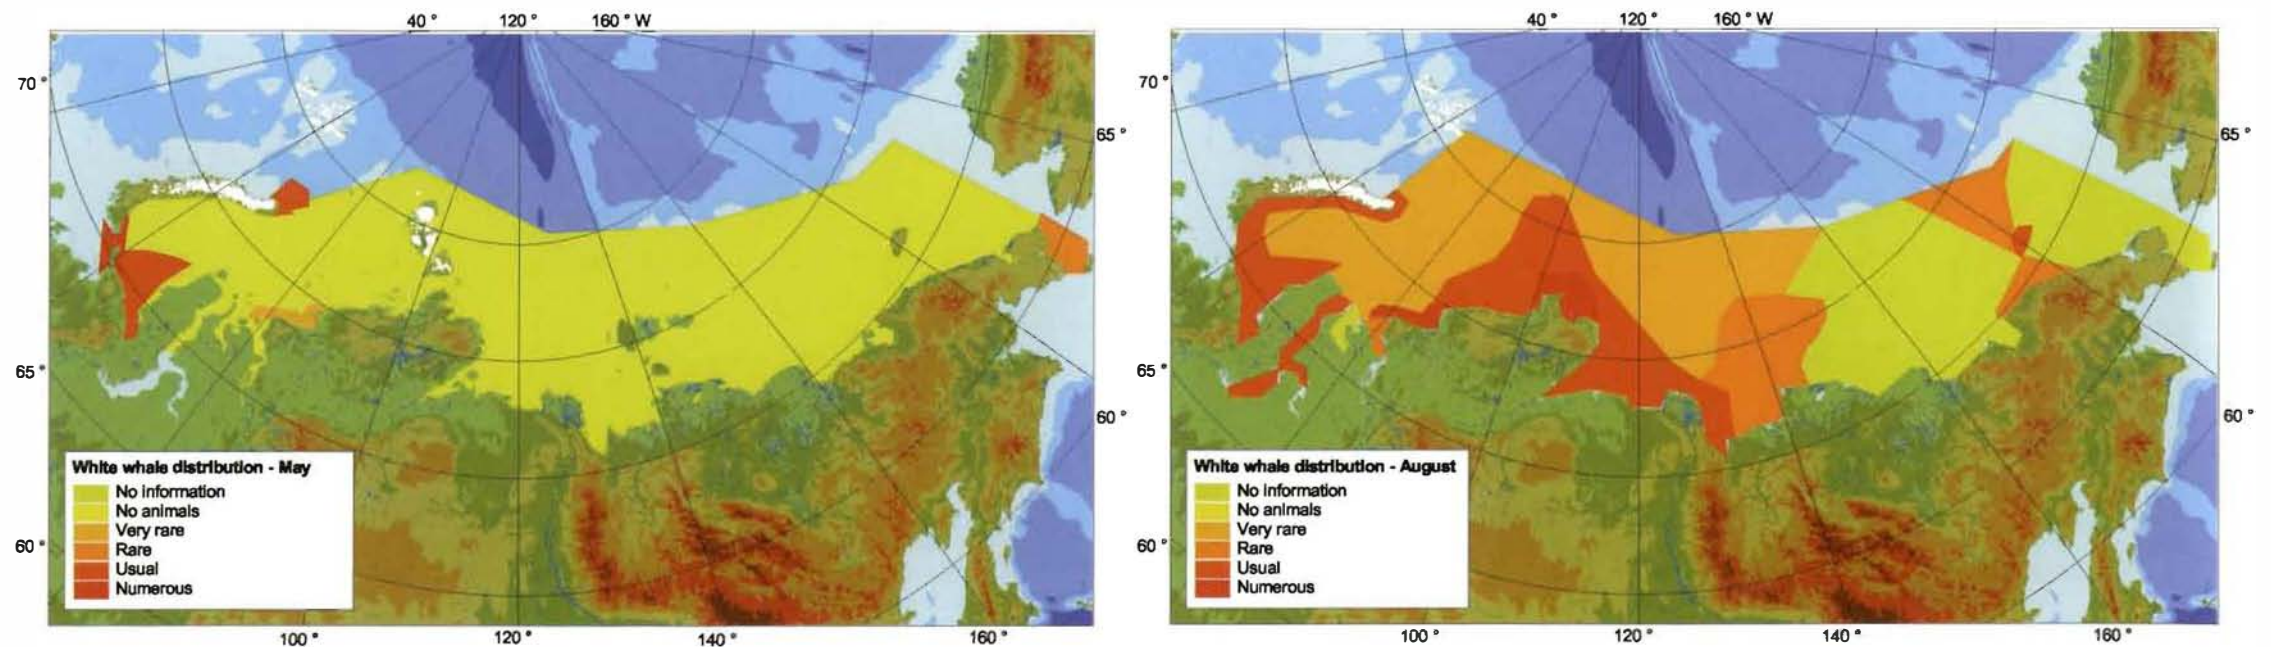 40 ° 120 ° 160 ° W
70 °
65 °
65 °
60 °
60 °
White whale distribution - May
No information
No animals
Very rare
Rare
Usual
Numerous
100 ° 120 ° 140 ° 160 °
40 ° 120 ° 160 ° W
70 °
65 °
65 °
60 °
60 °
White whale distribution - August
No information
No animals
Very rare
Rare
Usual
Numerous
100 ° 120 ° 140 ° 160 °